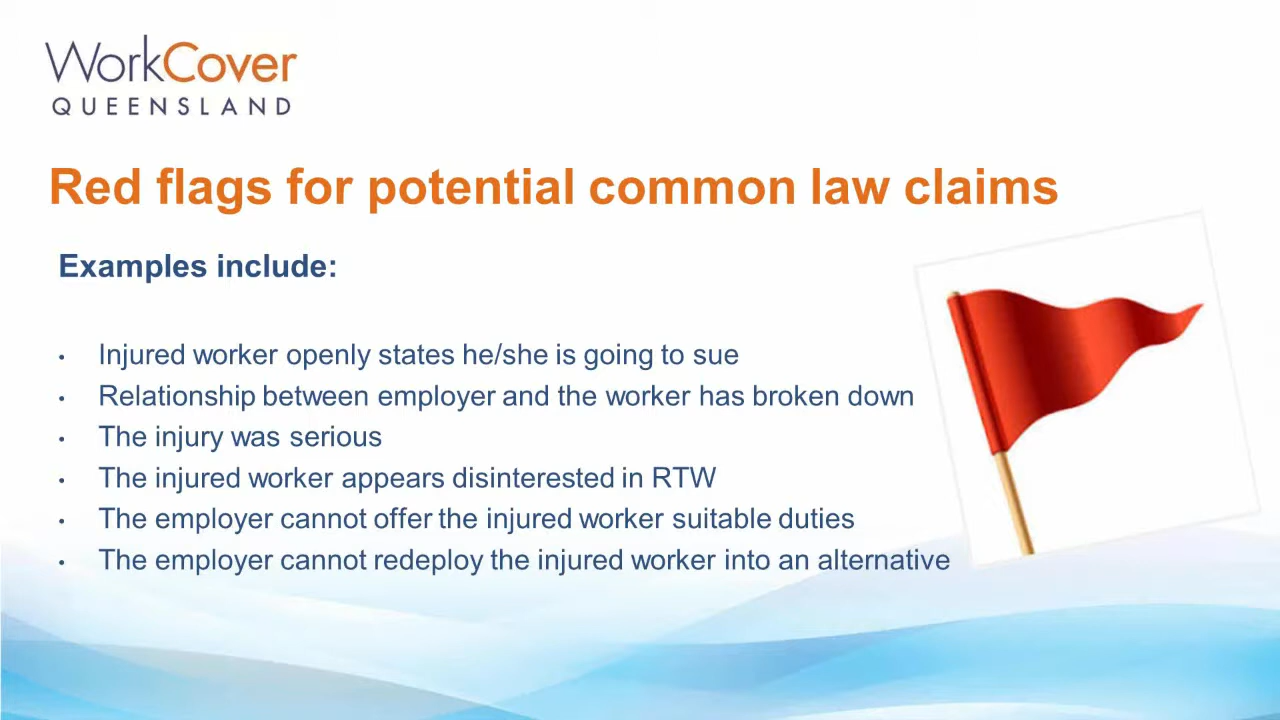 WorkCover
QUEENSLAND
Red flags for potential common law claims
Examples include:
• Injured worker openly states he/she is going to sue
• Relationship between employer and the worker has broken down
• The injury was serious
• The injured worker appears disinterested in RTW
• The employer cannot offer the injured worker suitable duties
• The employer cannot redeploy the injured worker into an alternative